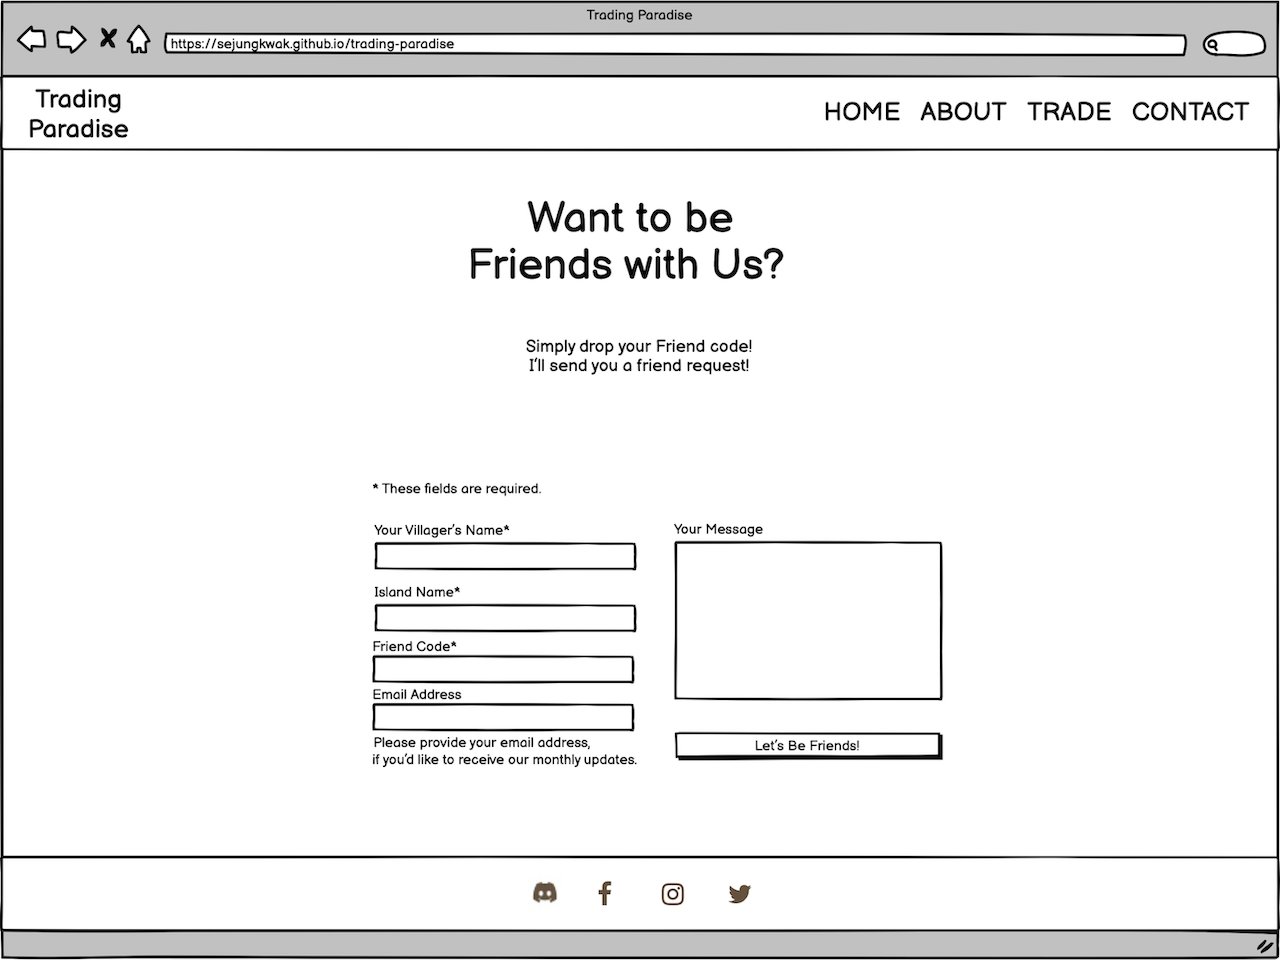 Trading Paradise
https://sejungkwak.github.io/trading-paradise
Trading
Paradise
HOME ABOUT TRADE CONTACT
Want to be
Friends with Us?
Simply drop your Friend code!
I'll send you a friend request!
* These fields are required.
Your Villager's Name*
Island Name*
Friend Code*
Email Address
Please provide your email address,
if you'd like to receive our monthly updates.
Your Message
Let's Be Friends!